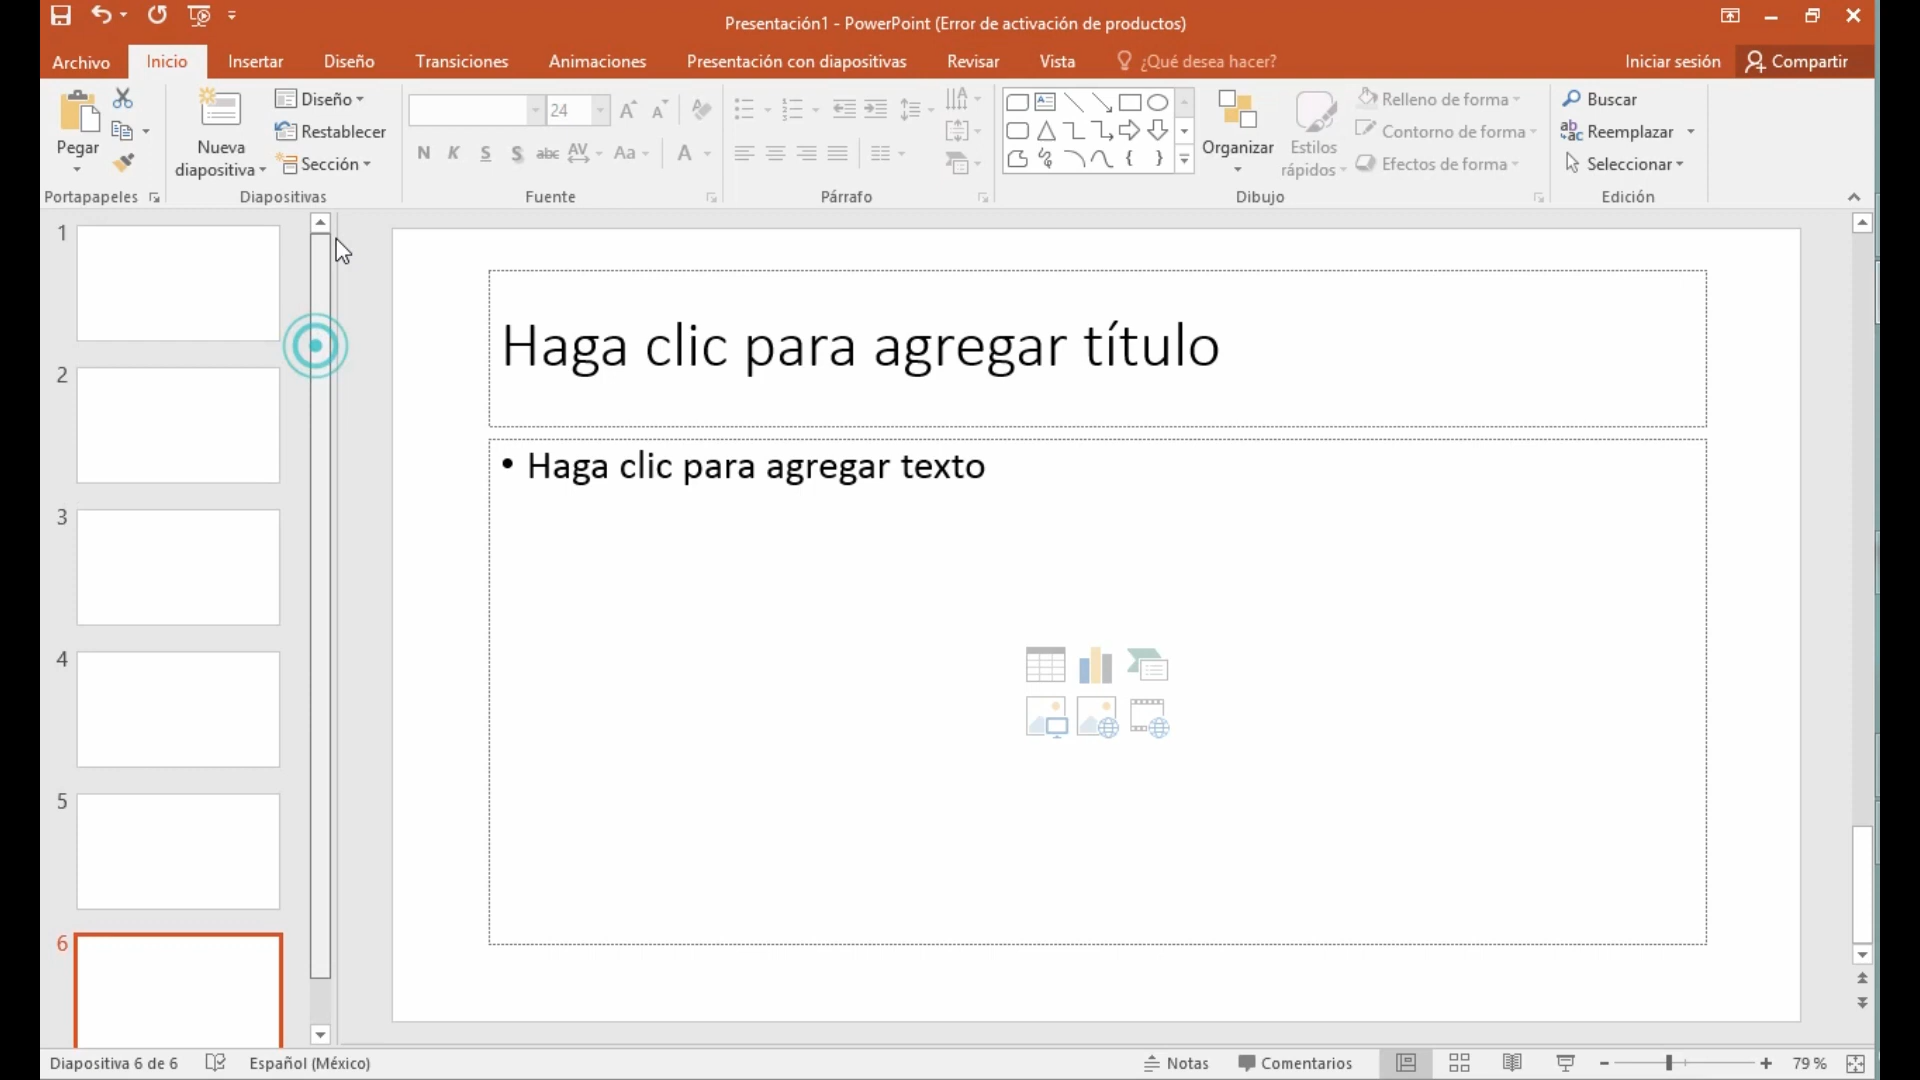 Presentación1 - PowerPoint (Error de activación de productos)
Archivo Inicio Insertar Diseño Transiciones Animaciones Presentación con diapositivas Revisar Vista ¿Qué desea hacer? Iniciar sesión Compartir
Pegar
Nueva diapositiva
Diseño
Restablecer
Sección
24
N K S S abc AV Aa A
Organizar
Estilos rápidos
Relleno de forma
Contorno de forma
Efectos de forma
Buscar
Reemplazar
Seleccionar
Portapapeles Diapositivas Fuente Párrafo Dibujo Edición
1
2
3
4
5
6
Haga clic para agregar título
• Haga clic para agregar texto
Diapositiva 6 de 6 Español (México) Notas Comentarios 79 %